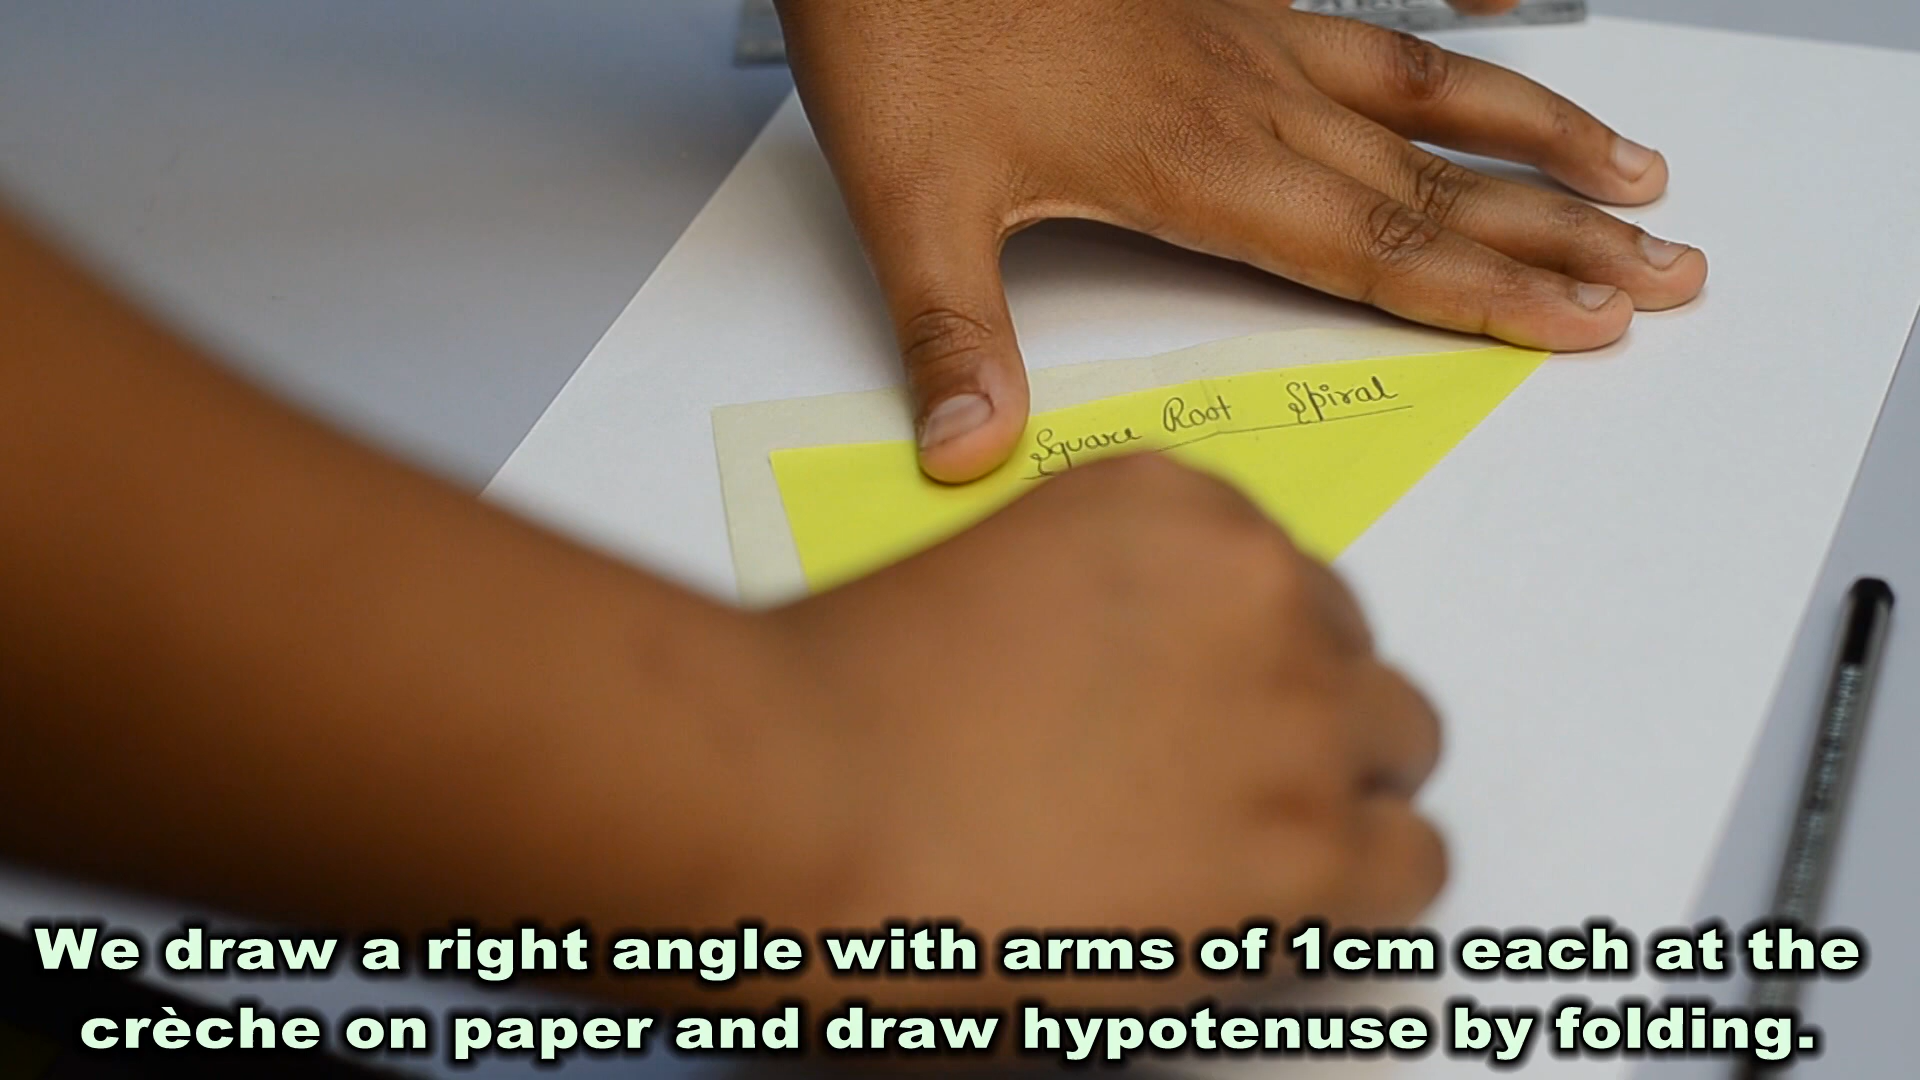 Square Root Spiral
We draw a right angle with arms of 1cm each at the
crèche on paper and draw hypotenuse by folding.